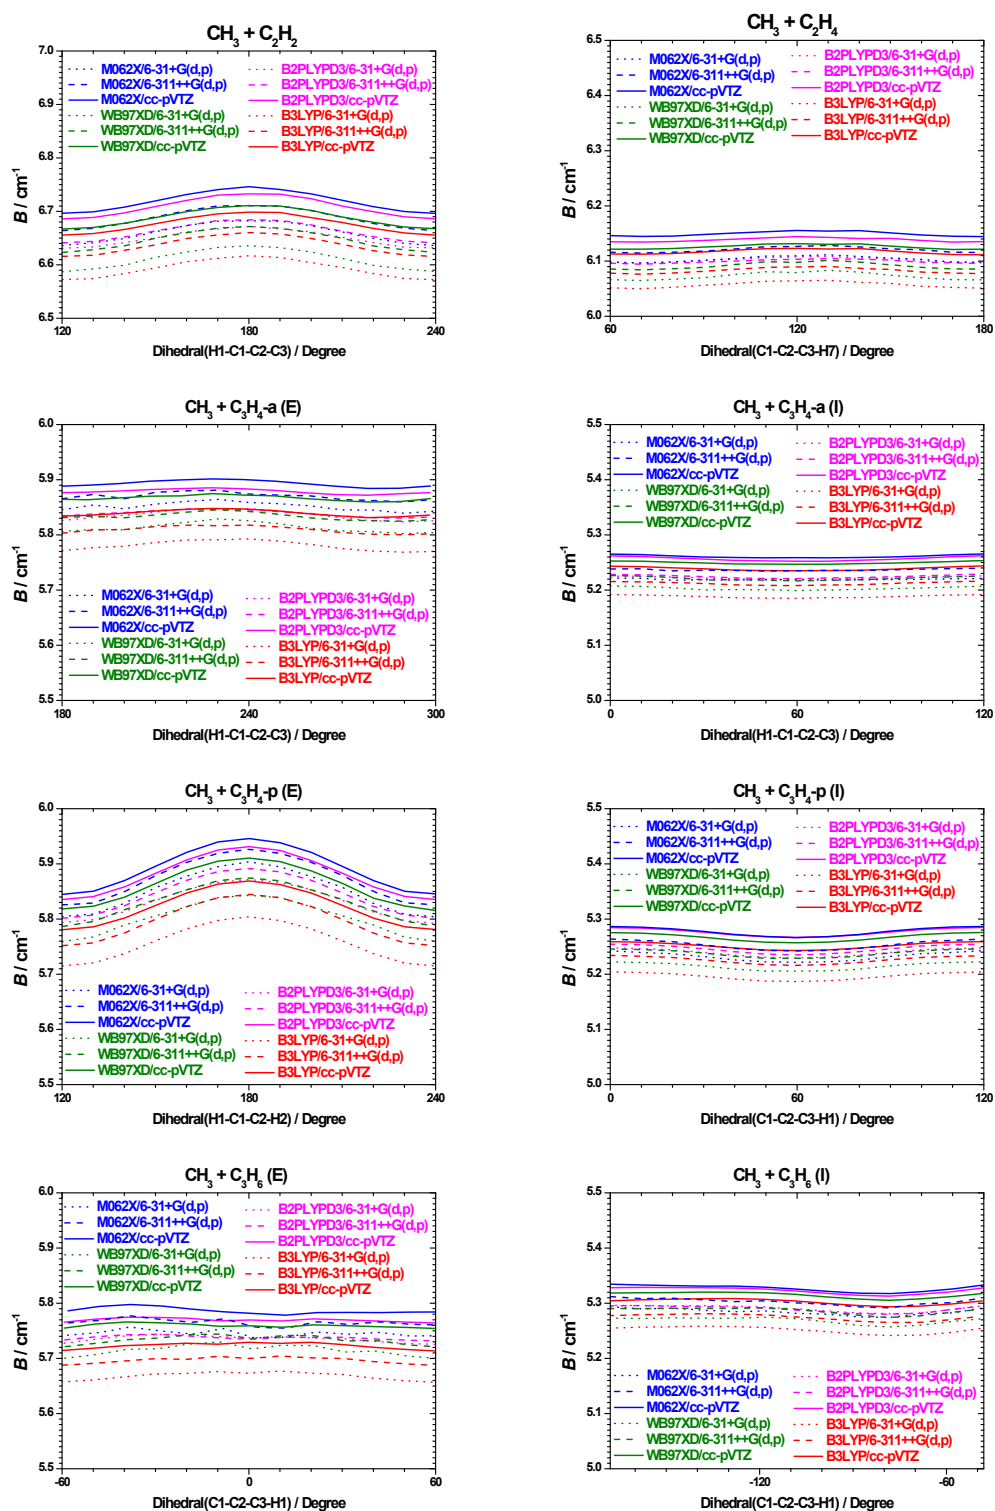 CH3 + C2H2
7.0
6.9
6.8
6.7
6.6
6.5
B / cm-1
M062X/6-31+G(d,p)
M062X/6-311++G(d,p)
M062X/cc-pVTZ
WB97XD/6-31+G(d,p)
WB97XD/6-311++G(d,p)
WB97XD/cc-pVTZ
B2PLYPD3/6-31+G(d,p)
B2PLYPD3/6-311++G(d,p)
B2PLYPD3/cc-pVTZ
B3LYP/6-31+G(d,p)
B3LYP/6-311++G(d,p)
B3LYP/cc-pVTZ
120 180 240
Dihedral(H1-C1-C2-C3) / Degree
CH3 + C2H4
6.5
6.4
6.3
6.2
6.1
6.0
B / cm-1
M062X/6-31+G(d,p)
M062X/6-311++G(d,p)
M062X/cc-pVTZ
WB97XD/6-31+G(d,p)
WB97XD/6-311++G(d,p)
WB97XD/cc-pVTZ
B2PLYPD3/6-31+G(d,p)
B2PLYPD3/6-311++G(d,p)
B2PLYPD3/cc-pVTZ
B3LYP/6-31+G(d,p)
B3LYP/6-311++G(d,p)
B3LYP/cc-pVTZ
60 120 180
Dihedral(C1-C2-C3-H7) / Degree
CH3 + C3H4-a (E)
6.0
5.9
5.8
5.7
5.6
5.5
B / cm-1
M062X/6-31+G(d,p)
M062X/6-311++G(d,p)
M062X/cc-pVTZ
WB97XD/6-31+G(d,p)
WB97XD/6-311++G(d,p)
WB97XD/cc-pVTZ
B2PLYPD3/6-31+G(d,p)
B2PLYPD3/6-311++G(d,p)
B2PLYPD3/cc-pVTZ
B3LYP/6-31+G(d,p)
B3LYP/6-311++G(d,p)
B3LYP/cc-pVTZ
180 240 300
Dihedral(H1-C1-C2-C3) / Degree
CH3 + C3H4-a (I)
5.5
5.4
5.3
5.2
5.1
5.0
B / cm-1
M062X/6-31+G(d,p)
M062X/6-311++G(d,p)
M062X/cc-pVTZ
WB97XD/6-31+G(d,p)
WB97XD/6-311++G(d,p)
WB97XD/cc-pVTZ
B2PLYPD3/6-31+G(d,p)
B2PLYPD3/6-311++G(d,p)
B2PLYPD3/cc-pVTZ
B3LYP/6-31+G(d,p)
B3LYP/6-311++G(d,p)
B3LYP/cc-pVTZ
0 60 120
Dihedral(H1-C1-C2-C3) / Degree
CH3 + C3H4-p (E)
6.0
5.9
5.8
5.7
5.6
5.5
B / cm-1
M062X/6-31+G(d,p)
M062X/6-311++G(d,p)
M062X/cc-pVTZ
WB97XD/6-31+G(d,p)
WB97XD/6-311++G(d,p)
WB97XD/cc-pVTZ
B2PLYPD3/6-31+G(d,p)
B2PLYPD3/6-311++G(d,p)
B2PLYPD3/cc-pVTZ
B3LYP/6-31+G(d,p)
B3LYP/6-311++G(d,p)
B3LYP/cc-pVTZ
120 180 240
Dihedral(H1-C1-C2-H2) / Degree
CH3 + C3H4-p (I)
5.5
5.4
5.3
5.2
5.1
5.0
B / cm-1
M062X/6-31+G(d,p)
M062X/6-311++G(d,p)
M062X/cc-pVTZ
WB97XD/6-31+G(d,p)
WB97XD/6-311++G(d,p)
WB97XD/cc-pVTZ
B2PLYPD3/6-31+G(d,p)
B2PLYPD3/6-311++G(d,p)
B2PLYPD3/cc-pVTZ
B3LYP/6-31+G(d,p)
B3LYP/6-311++G(d,p)
B3LYP/cc-pVTZ
0 60 120
Dihedral(C1-C2-C3-H1) / Degree
CH3 + C3H6 (E)
6.0
5.9
5.8
5.7
5.6
5.5
B / cm-1
M062X/6-31+G(d,p)
M062X/6-311++G(d,p)
M062X/cc-pVTZ
WB97XD/6-31+G(d,p)
WB97XD/6-311++G(d,p)
WB97XD/cc-pVTZ
B2PLYPD3/6-31+G(d,p)
B2PLYPD3/6-311++G(d,p)
B2PLYPD3/cc-pVTZ
B3LYP/6-31+G(d,p)
B3LYP/6-311++G(d,p)
B3LYP/cc-pVTZ
-60 0 60
Dihedral(C1-C2-C3-H1) / Degree
CH3 + C3H6 (I)
5.5
5.4
5.3
5.2
5.1
5.0
B / cm-1
M062X/6-31+G(d,p)
M062X/6-311++G(d,p)
M062X/cc-pVTZ
WB97XD/6-31+G(d,p)
WB97XD/6-311++G(d,p)
WB97XD/cc-pVTZ
B2PLYPD3/6-31+G(d,p)
B2PLYPD3/6-311++G(d,p)
B2PLYPD3/cc-pVTZ
B3LYP/6-31+G(d,p)
B3LYP/6-311++G(d,p)
B3LYP/cc-pVTZ
-120 -60
Dihedral(C1-C2-C3-H1) / Degree